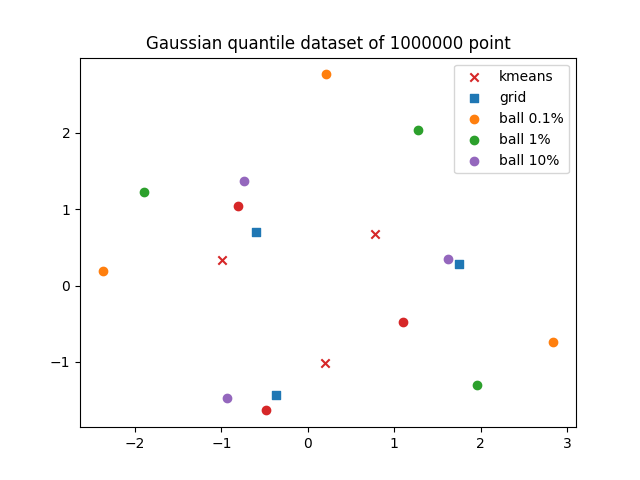 Gaussian quantile dataset of 1000000 point
kmeans
grid
ball 0.1%
ball 1%
ball 10%
2
1
0
−1
−2
−1
0
1
2
3